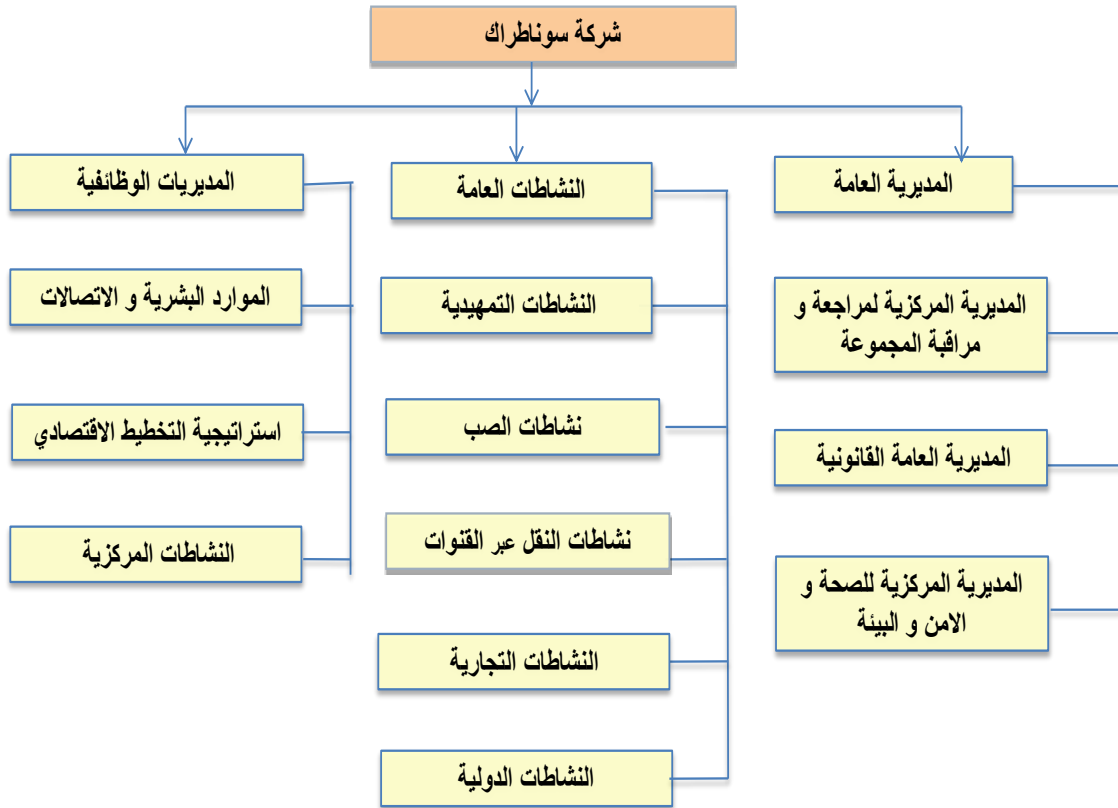 شركة سوناطراك
المديرية العامة
المديرية المركزية لمراجعة و
مراقبة المجموعة
المديرية العامة القانونية
المديرية المركزية للصحة و
الامن و البيئة
النشاطات العامة
النشاطات التمهيدية
نشاطات الصب
نشاطات النقل عبر القنوات
النشاطات التجارية
النشاطات الدولية
المديريات الوظائفية
الموارد البشرية و الاتصالات
استراتيجية التخطيط الاقتصادي
النشاطات المركزية